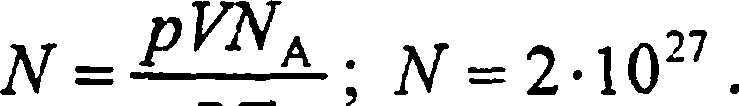 N = pVN_A / ; N = 2·10^27 .